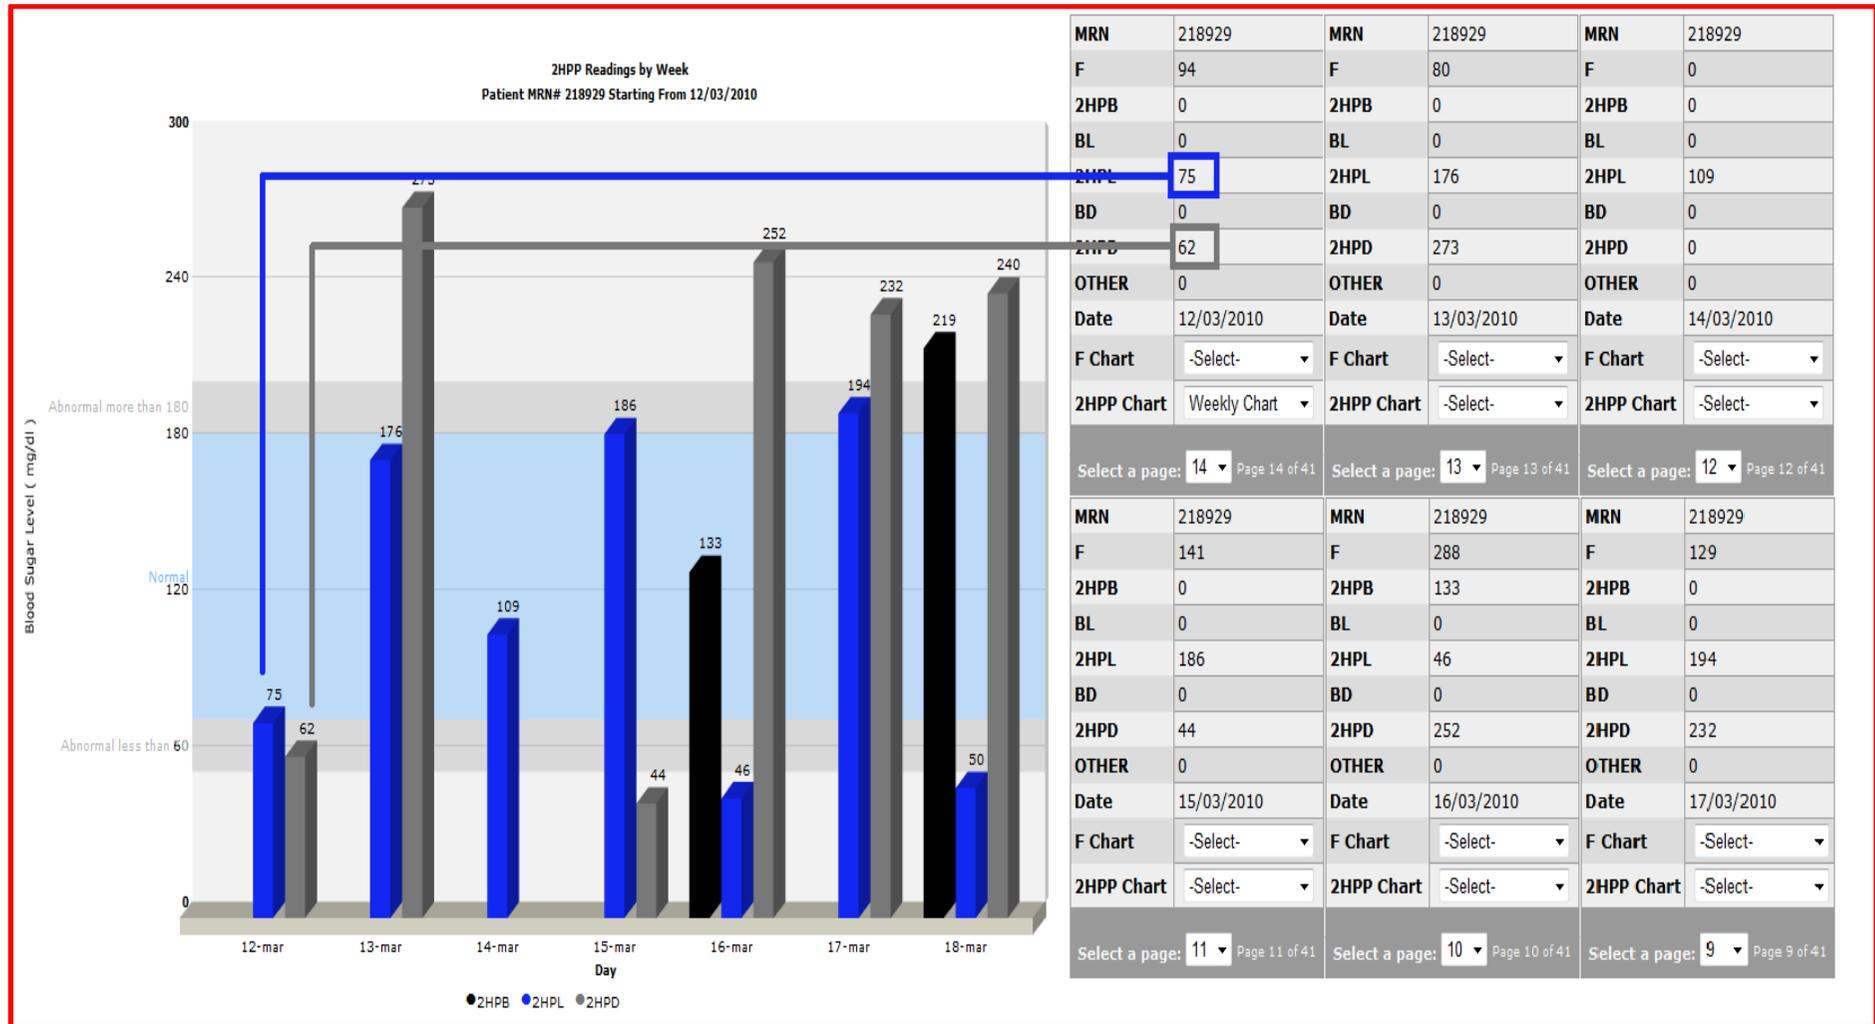 2HPP Readings by Week
Patient MRN# 218929 Starting From 12/03/2010
Blood Sugar Level ( mg/dl )
300
240
Abnormal more than 180
180
Normal
120
Abnormal less than 60
60
0
75
62
176
273
109
186
44
133
46
252
194
232
219
50
240
12-mar 13-mar 14-mar 15-mar 16-mar 17-mar 18-mar
Day
2HPB 2HPL 2HPD
MRN 218929 MRN 218929 MRN 218929
F 94 F 80 F 0
2HPB 0 2HPB 0 2HPB 0
BL 0 BL 0 BL 0
2HPL 75 2HPL 176 2HPL 109
BD 0 BD 0 BD 0
2HPD 62 2HPD 273 2HPD 0
OTHER 0 OTHER 0 OTHER 0
Date 12/03/2010 Date 13/03/2010 Date 14/03/2010
F Chart -Select- F Chart -Select- F Chart -Select-
2HPP Chart Weekly Chart 2HPP Chart -Select- 2HPP Chart -Select-
Select a page: 14 Page 14 of 41 Select a page: 13 Page 13 of 41 Select a page: 12 Page 12 of 41
MRN 218929 MRN 218929 MRN 218929
F 141 F 288 F 129
2HPB 0 2HPB 133 2HPB 0
BL 0 BL 0 BL 0
2HPL 186 2HPL 46 2HPL 194
BD 0 BD 0 BD 0
2HPD 44 2HPD 252 2HPD 232
OTHER 0 OTHER 0 OTHER 0
Date 15/03/2010 Date 16/03/2010 Date 17/03/2010
F Chart -Select- F Chart -Select- F Chart -Select-
2HPP Chart -Select- 2HPP Chart -Select- 2HPP Chart -Select-
Select a page: 11 Page 11 of 41 Select a page: 10 Page 10 of 41 Select a page: 9 Page 9 of 41